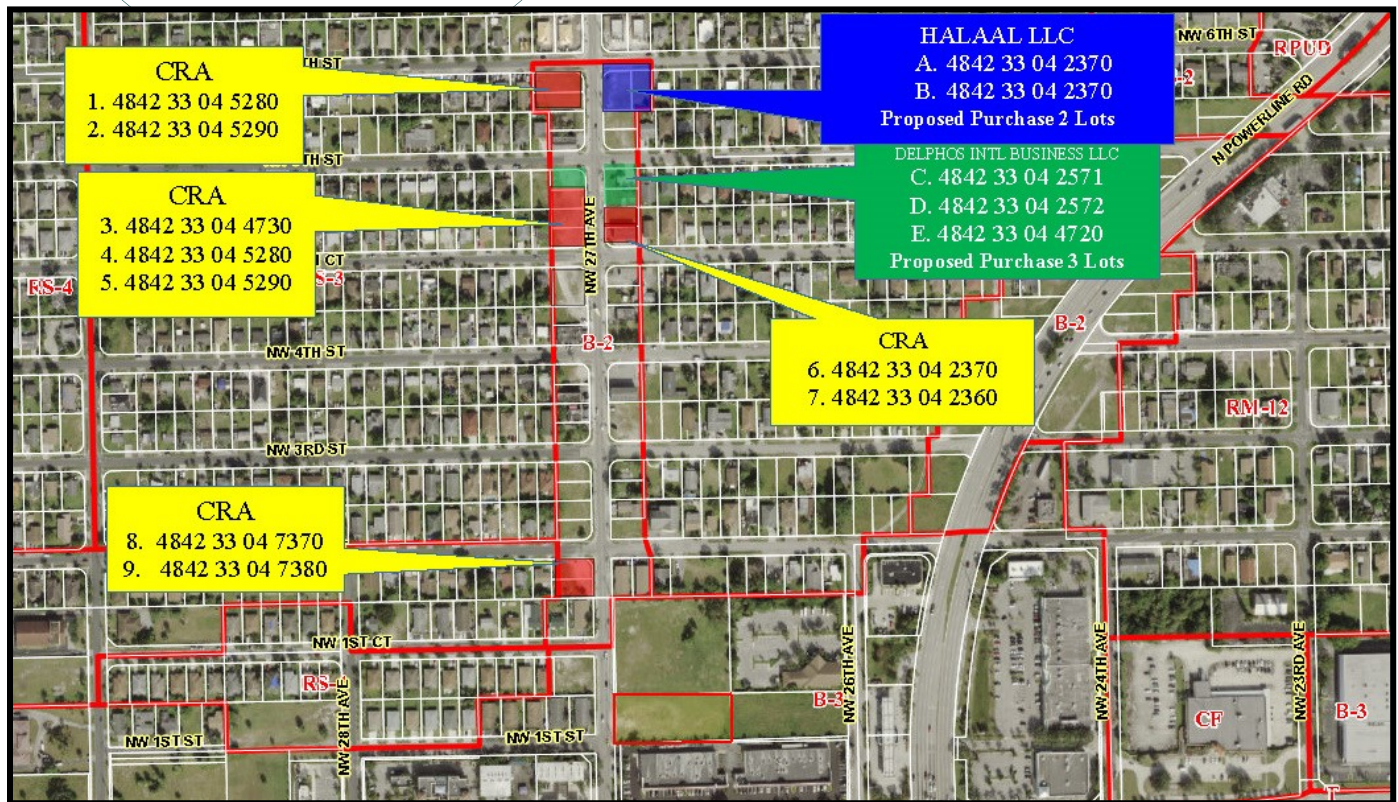 HALAAL LLC
A. 4842 33 04 2370
B. 4842 33 04 2370
Proposed Purchase 2 Lots
NW 6TH ST
RPUD
-2
N POWERLINE RD
CRA
1. 4842 33 04 5280
2. 4842 33 04 5290
TH ST
TH ST
DELPHOS INTL BUSINESS LLC
C. 4842 33 04 2571
D. 4842 33 04 2572
E. 4842 33 04 4720
Proposed Purchase 3 Lots
CRA
3. 4842 33 04 4730
4. 4842 33 04 5280
5. 4842 33 04 5290
NW 27TH AVE
CT
RS-4
S-3
B-2
B-2
CRA
6. 4842 33 04 2370
7. 4842 33 04 2360
NW 4TH ST
RM-12
NW 3RD ST
CRA
8. 4842 33 04 7370
9. 4842 33 04 7380
NW 1ST CT
RS-
NW 28TH AVE
NW 26TH AVE
NW 24TH AVE
NW 23RD AVE
B-3
CF
B-3
NW 1ST ST
NW 1ST ST